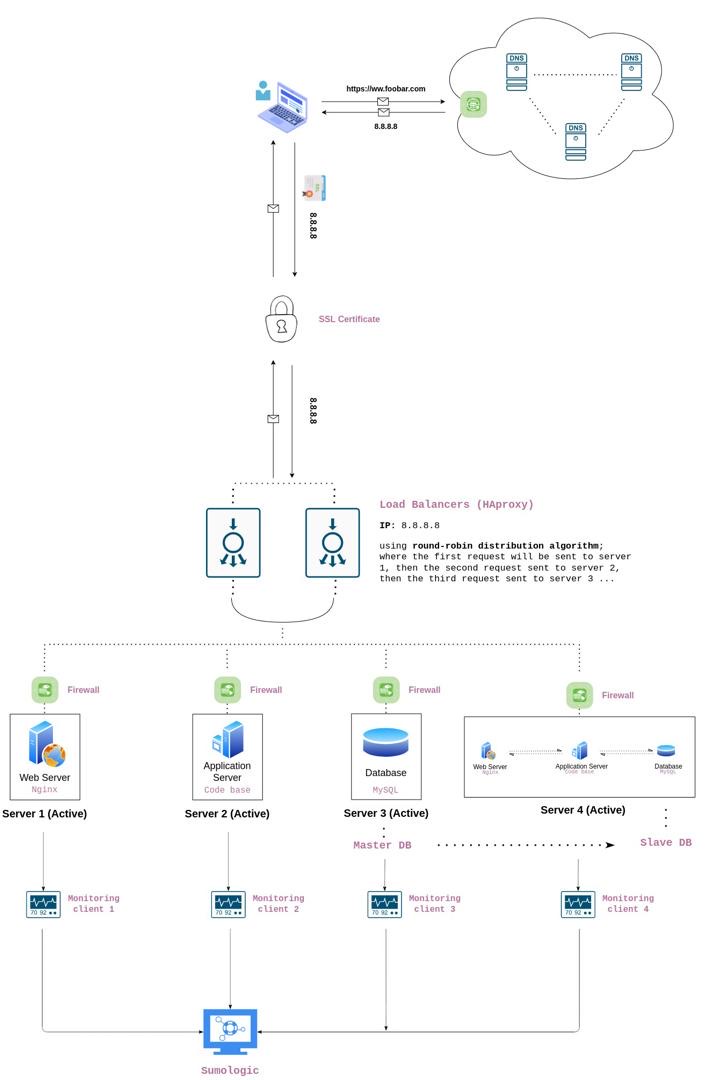 DNS
DNS
https://ww.foobar.com
8.8.8.8
DNS
SSL
8.8.8.8
SSL Certificate
8.8.8.8
Load Balancers (HAproxy)
IP: 8.8.8.8
using round-robin distribution algorithm;
where the first request will be sent to server
1, then the second request sent to server 2,
then the third request sent to server 3 ...
Firewall
Firewall
Firewall
Firewall
Web Server
Nginx
Application
Server
Code base
Database
MySQL
Web Server
Nginx
Application Server
Code base
Database
MySQL
Server 1 (Active)
Server 2 (Active)
Server 3 (Active)
Server 4 (Active)
Master DB
Slave DB
70 92
Monitoring
client 1
70 92
Monitoring
client 2
70 92
Monitoring
client 3
70 92
Monitoring
client 4
Sumologic